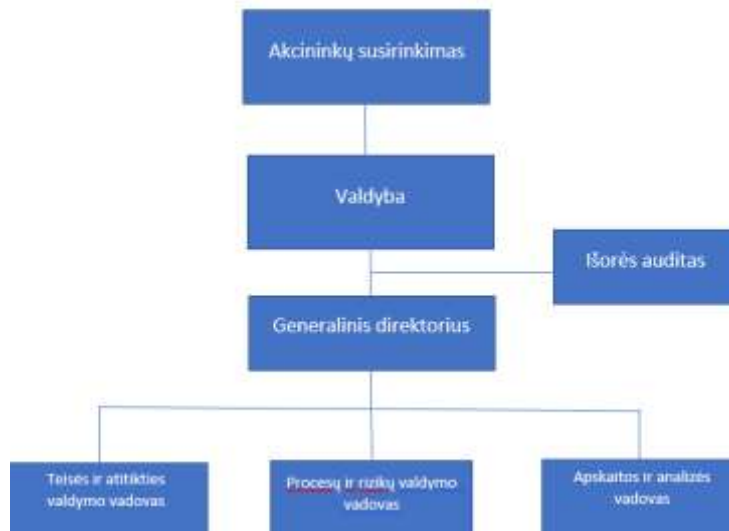 Akcininkų susirinkimas
Valdyba
Išorės auditas
Generalinis direktorius
Teisės ir atitikties
valdymo vadovas
Procesų ir rizikų valdymo
vadovas
Apskaitos ir analizės
vadovas